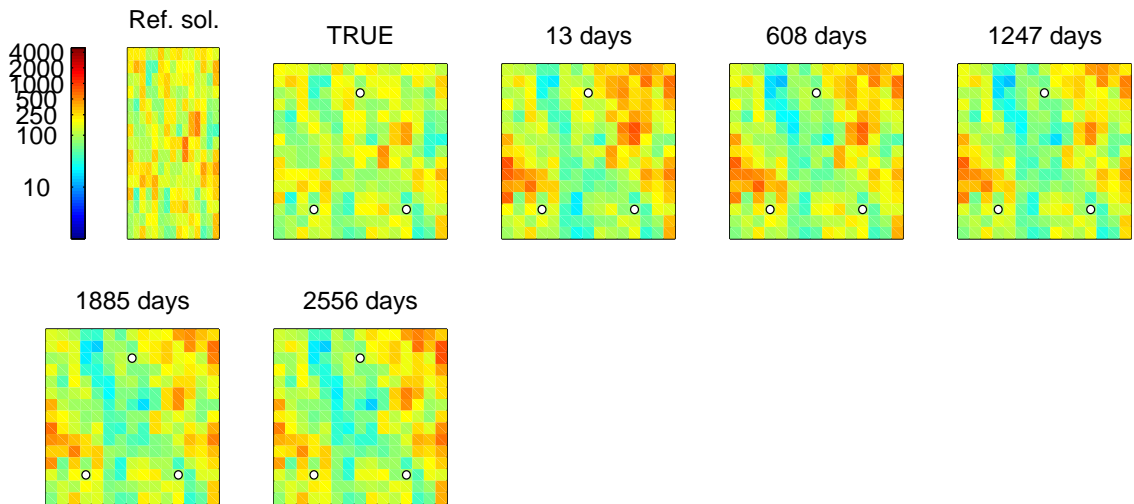 Ref. sol.
TRUE
13 days
608 days
1247 days
4000
2000
1000
500
250
100
10
1885 days
2556 days